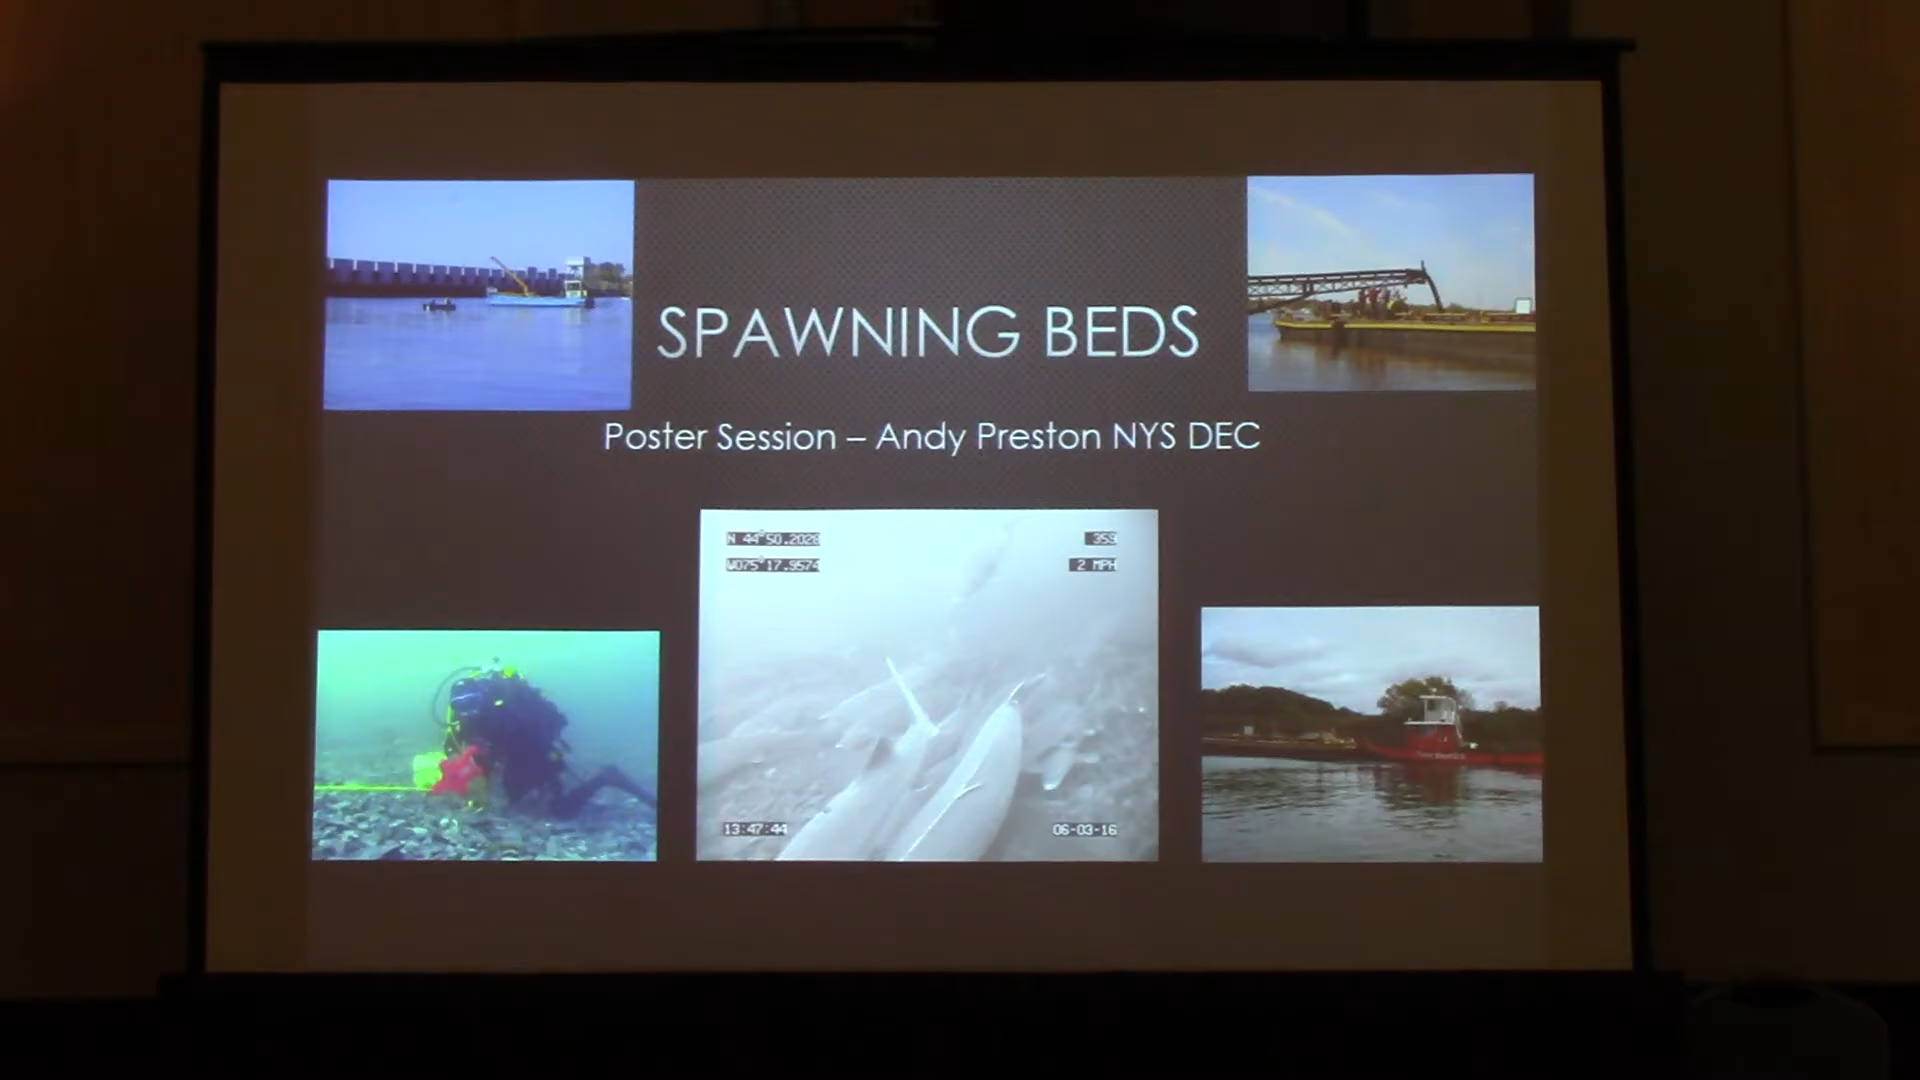 SPAWNING BEDS
Poster Session – Andy Preston NYS DEC
N 44°50.2028
353
W075°17.9574
2 MPH
13:47:44
06-03-16